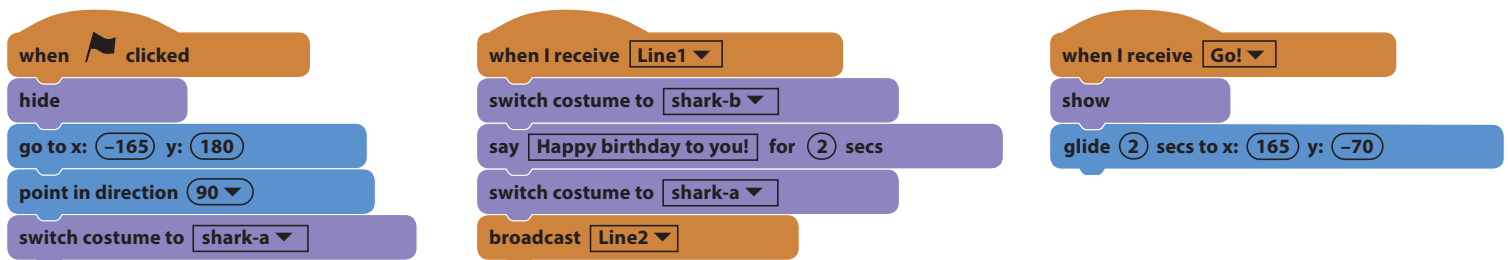 when clicked
hide
go to x: –165 y: 180
point in direction 90
switch costume to shark-a
when I receive Line1
switch costume to shark-b
say Happy birthday to you! for 2 secs
switch costume to shark-a
broadcast Line2
when I receive Go!
show
glide 2 secs to x: 165 y: –70